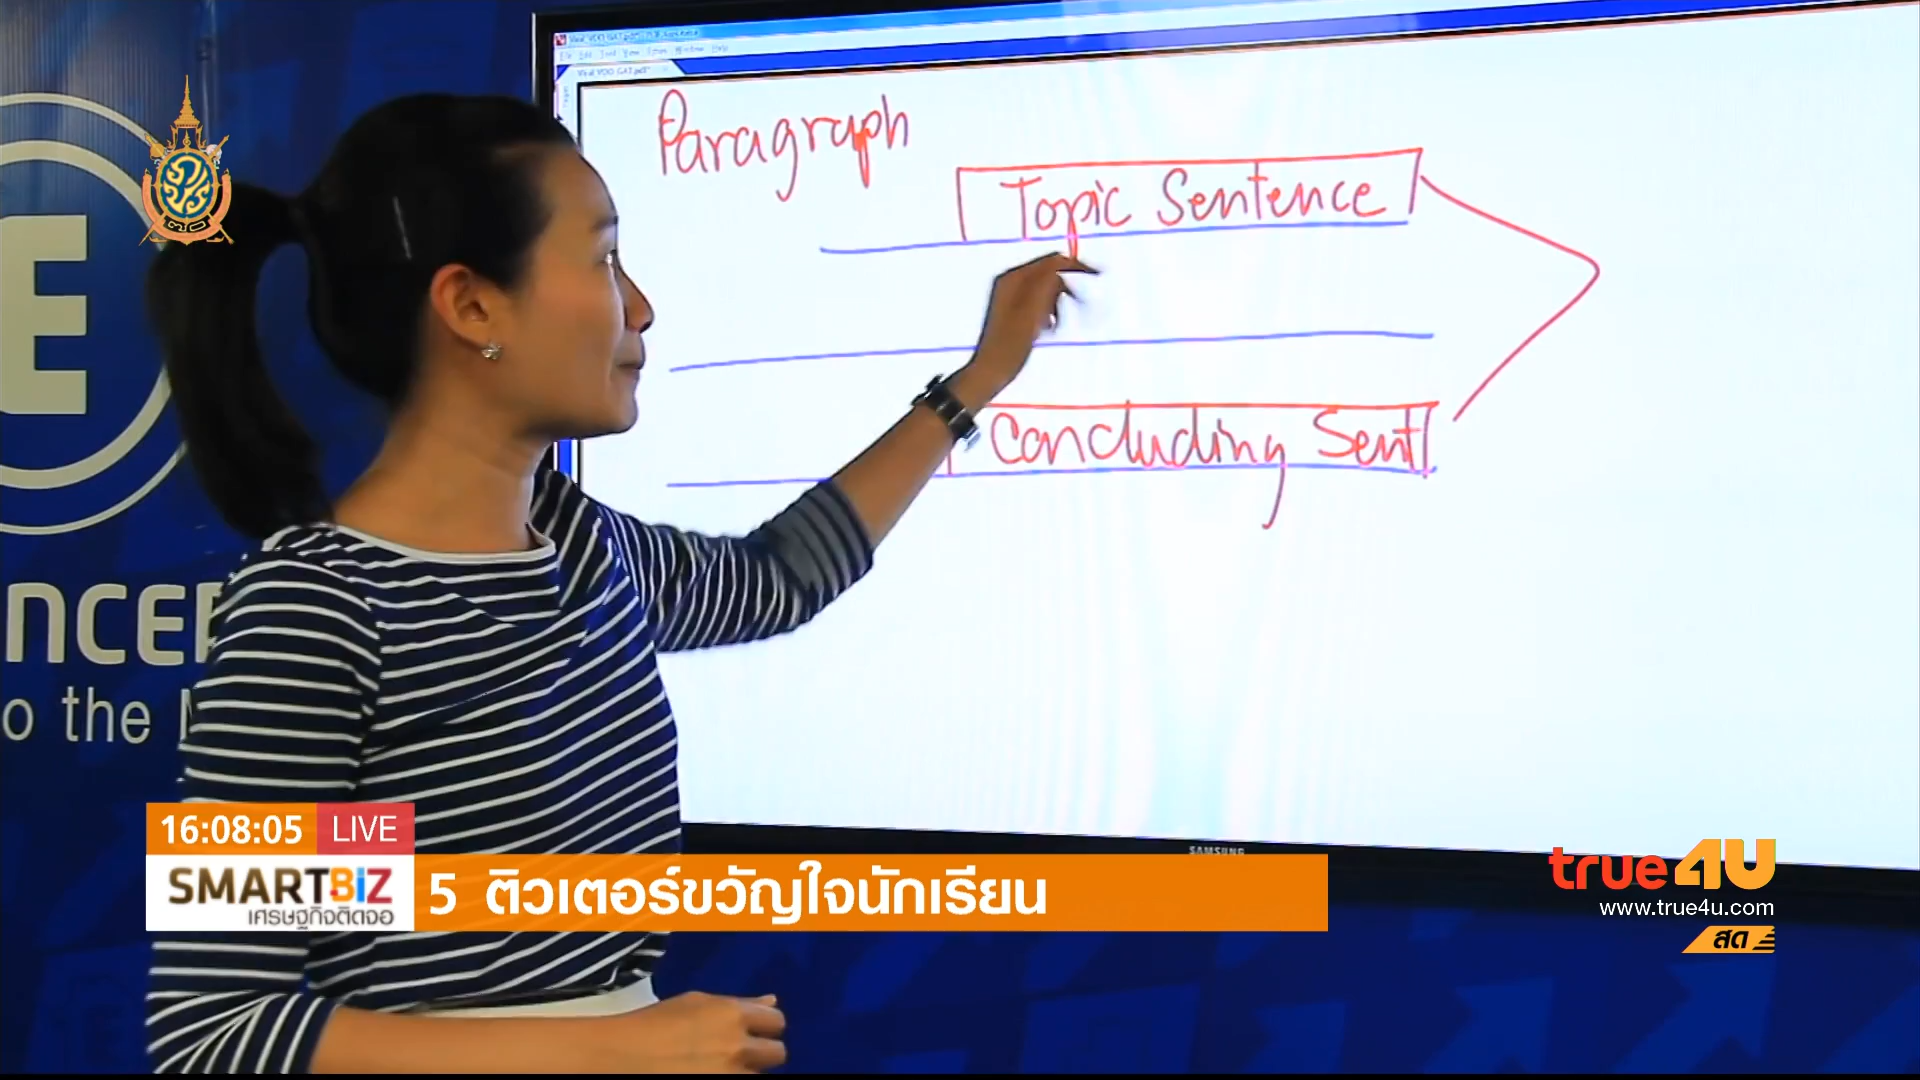 Paragraph
Topic Sentence
Concluding Sent
E
NCEP
o the
SAMSUNG
16:08:05 LIVE
SMARTBIZ
เศรษฐกิจติดจอ
5 ติวเตอร์ขวัญใจนักเรียน
true4U
www.true4u.com
สด